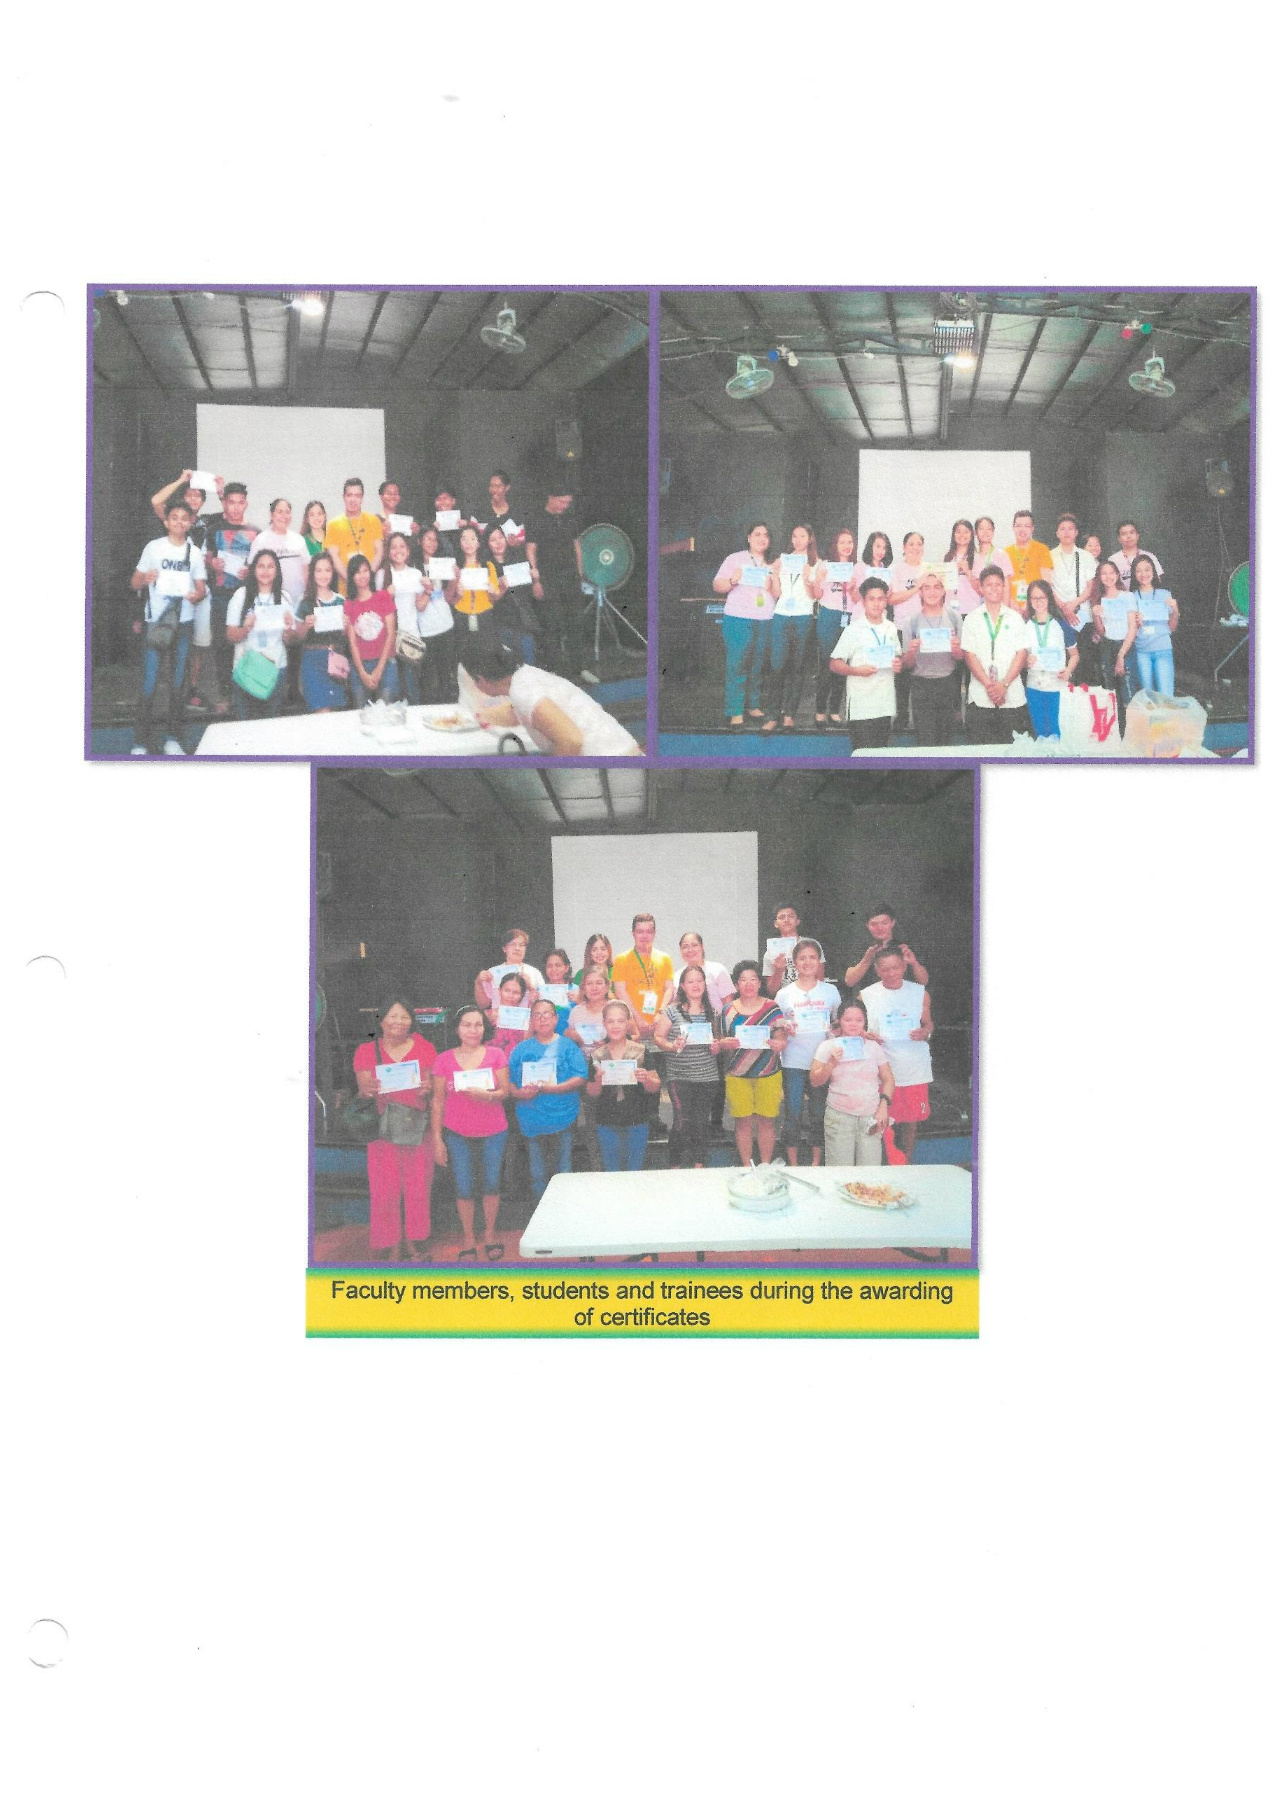 Faculty members, students and trainees during the awarding
of certificates